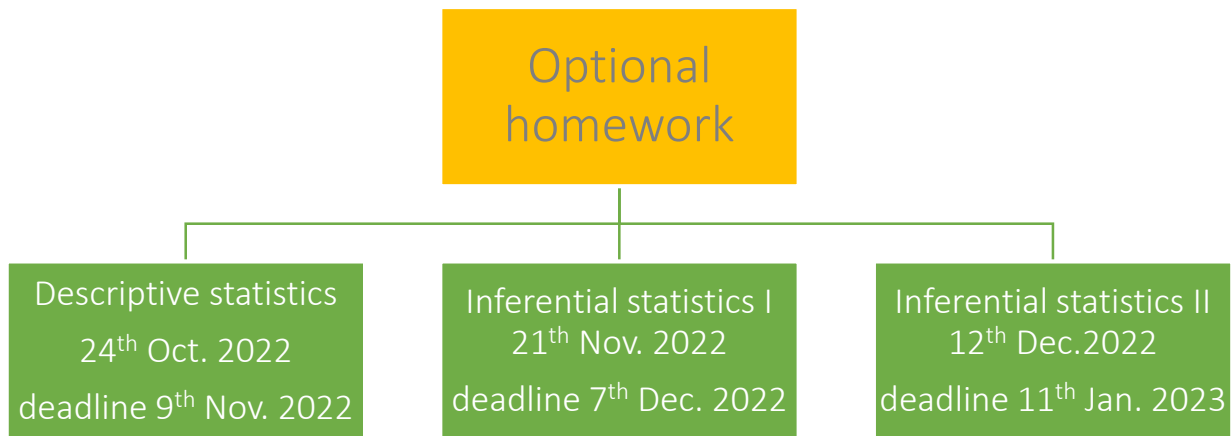 Optional
homework
Descriptive statistics
24th Oct. 2022
deadline 9th Nov. 2022
Inferential statistics I
21th Nov. 2022
deadline 7th Dec. 2022
Inferential statistics II
12th Dec.2022
deadline 11th Jan. 2023